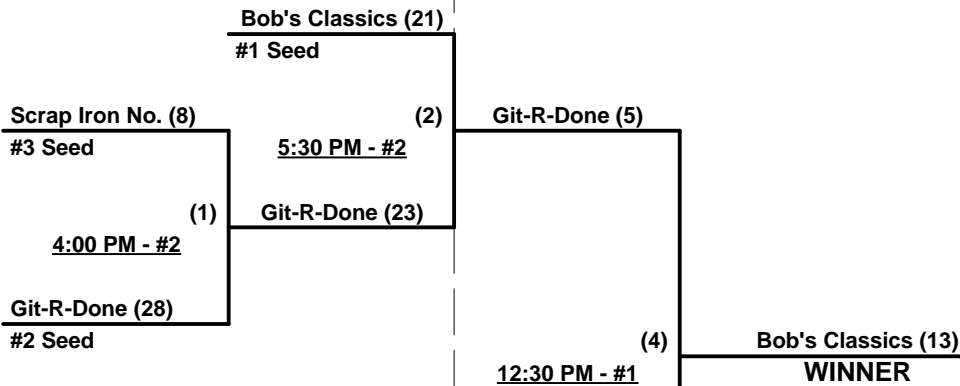 Bob's Classics (21)
#1 Seed
Scrap Iron No. (8)
(2)
Git-R-Done (5)
#3 Seed
5:30 PM - #2
(1)
Git-R-Done (23)
4:00 PM - #2
Git-R-Done (28)
#2 Seed
(4)
Bob's Classics (13)
12:30 PM - #1
WINNER